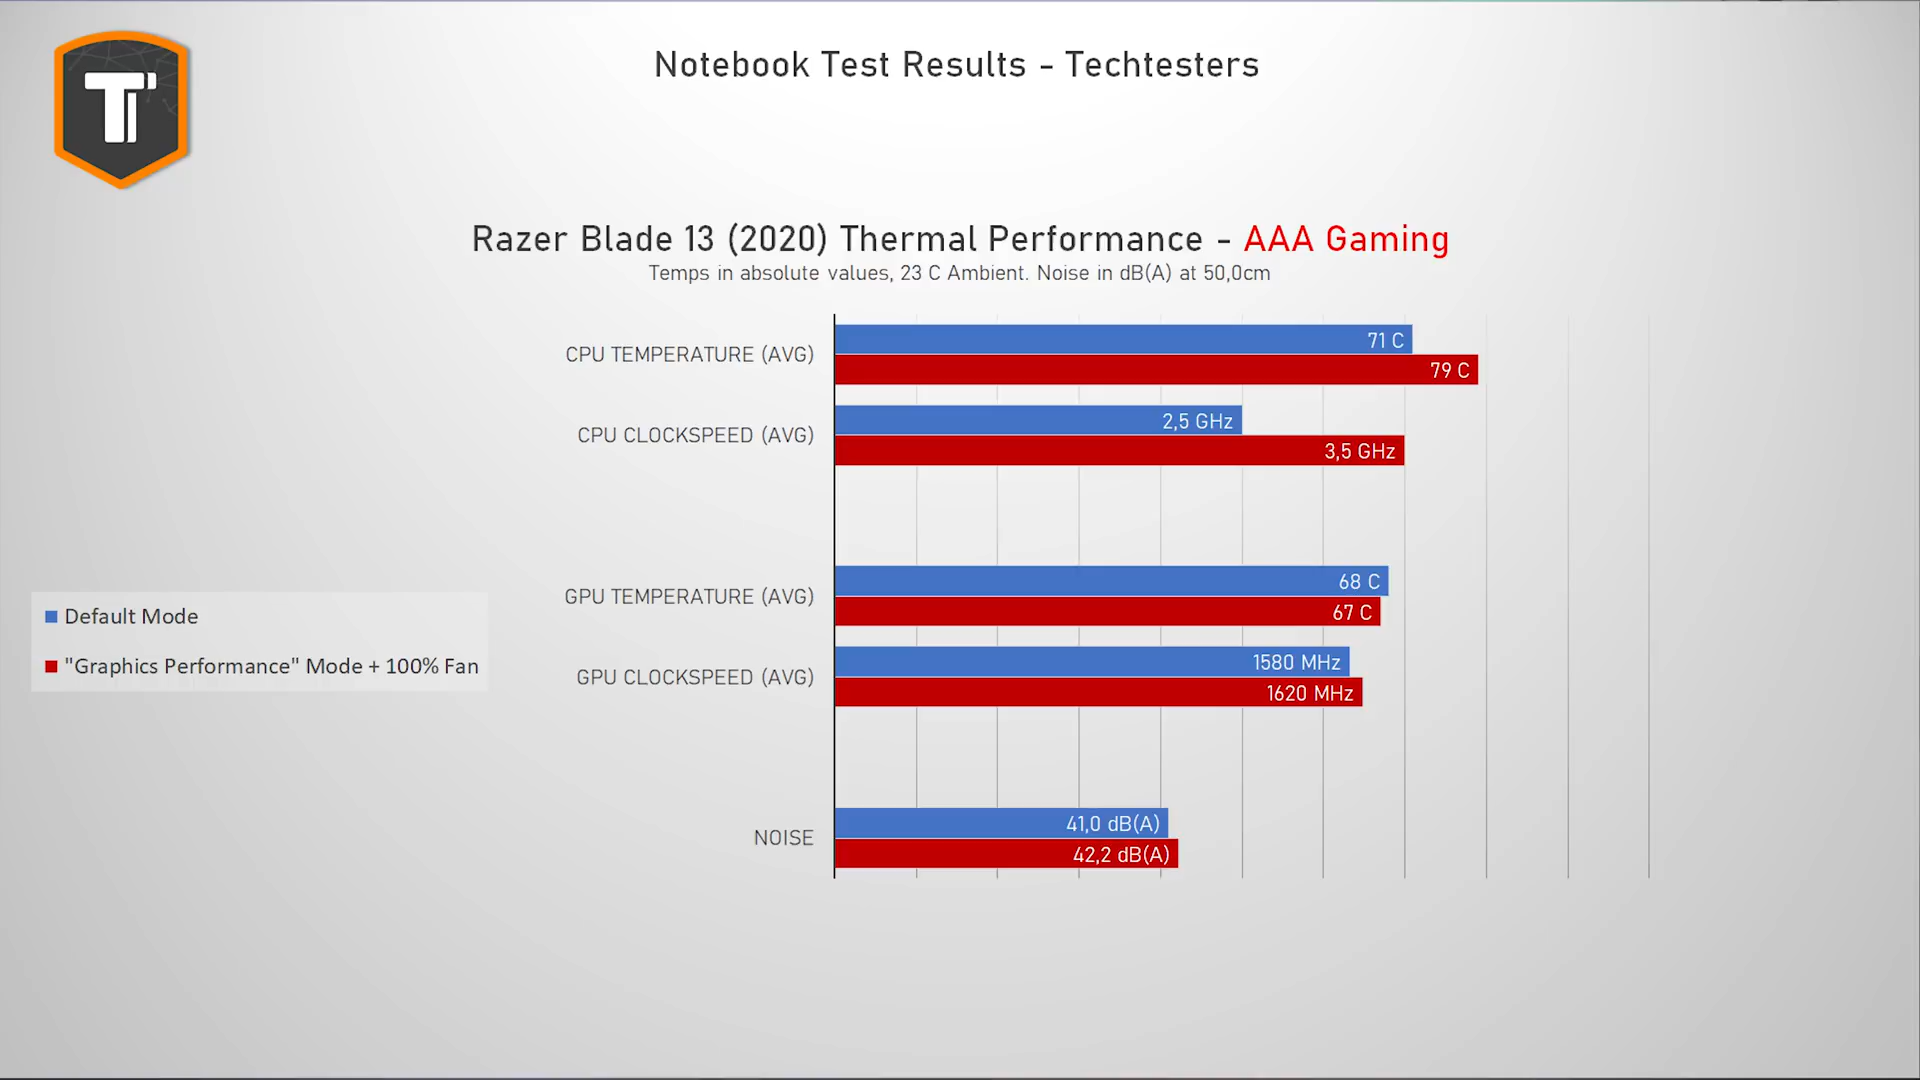 T
Notebook Test Results - Techtesters
Razer Blade 13 (2020) Thermal Performance - AAA Gaming
Temps in absolute values, 23 C Ambient. Noise in dB(A) at 50,0cm
CPU TEMPERATURE (AVG)
71 C
79 C
CPU CLOCKSPEED (AVG)
2,5 GHz
3,5 GHz
GPU TEMPERATURE (AVG)
68 C
67 C
GPU CLOCKSPEED (AVG)
1580 MHz
1620 MHz
NOISE
41,0 dB(A)
42,2 dB(A)
Default Mode
"Graphics Performance" Mode + 100% Fan